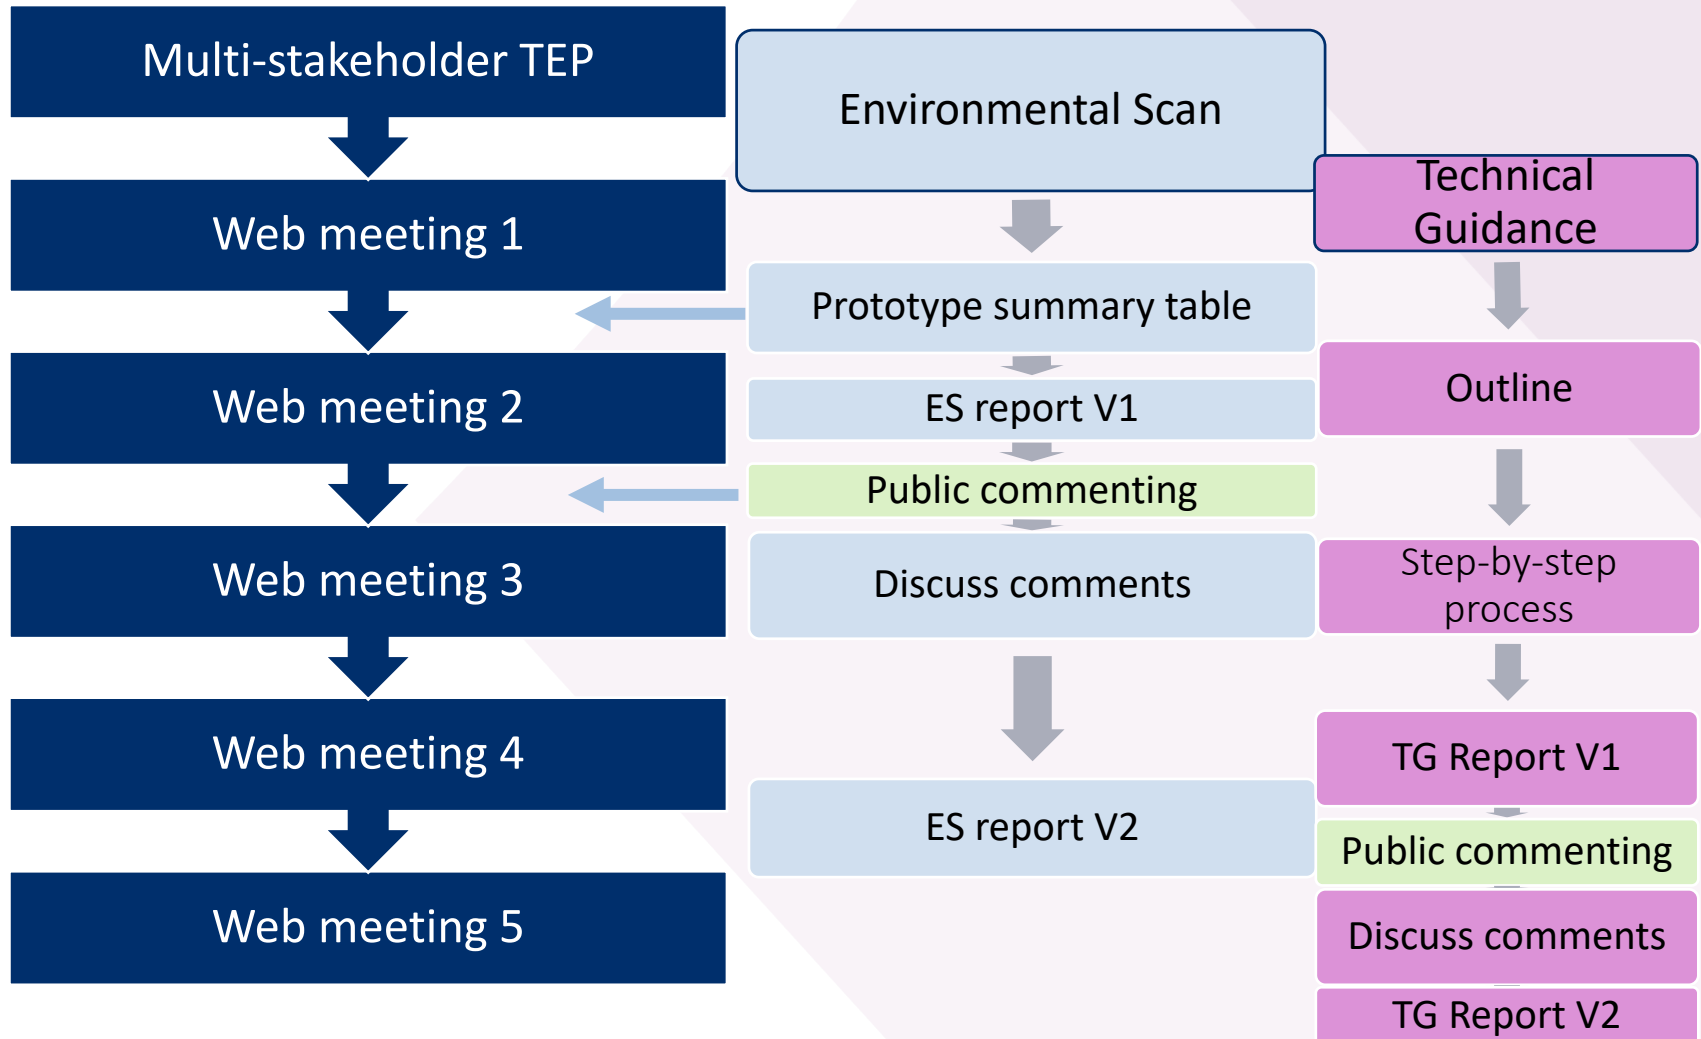 Multi-stakeholder TEP
Web meeting 1
Web meeting 2
Web meeting 3
Web meeting 4
Web meeting 5
Environmental Scan
Prototype summary table
ES report V1
Public commenting
Discuss comments
ES report V2
Technical
Guidance
Outline
Step-by-step
process
TG Report V1
Public commenting
Discuss comments
TG Report V2